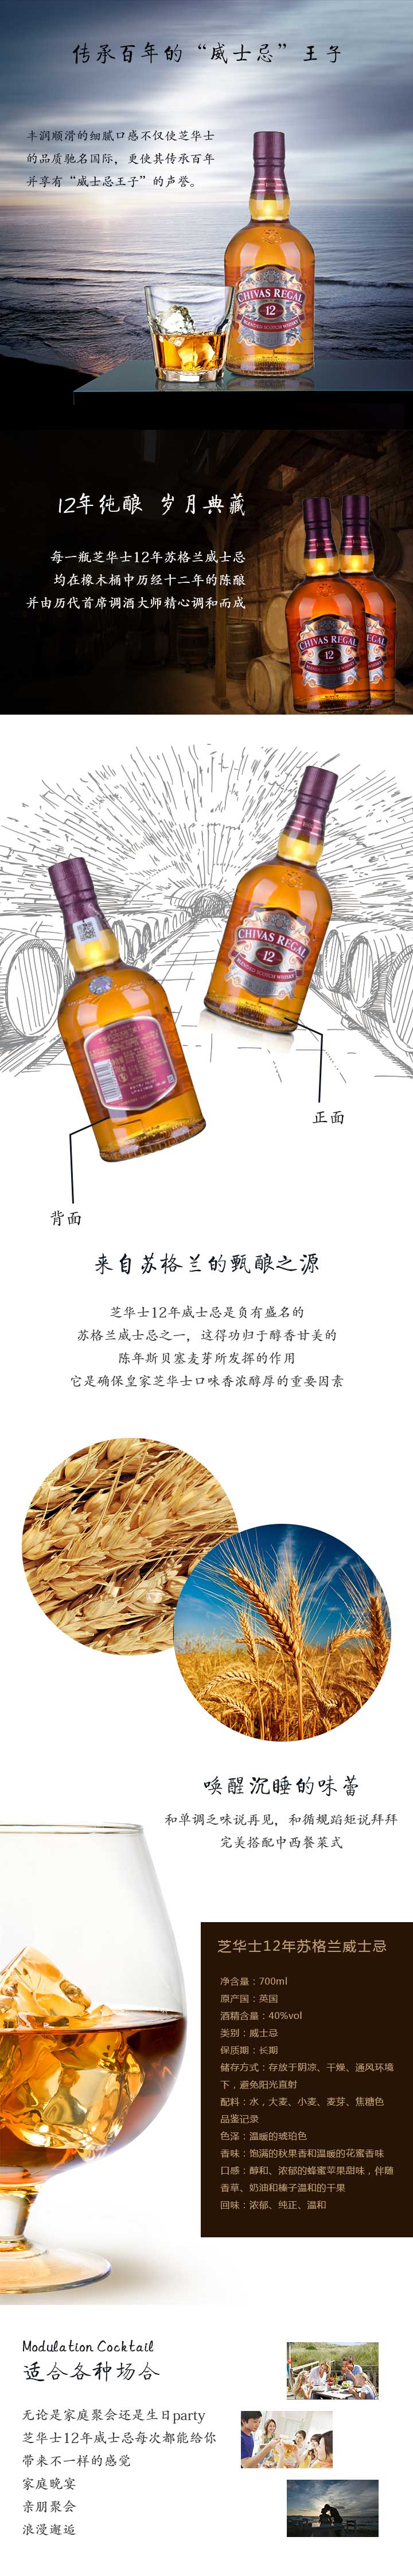 传承百年的“威士忌”王子
丰润顺滑的细腻口感不仅使芝华士
的品质驰名国际，更使其传承百年
并享有“威士忌王子”的声誉。
CHIVAS REGAL
12
BLENDED SCOTCH WHISKY
12年纯酿 岁月典藏
每一瓶芝华士12年苏格兰威士忌
均在橡木桶中历经十二年的陈酿
并由历代首席调酒大师精心调和而成
CHIVAS REGAL
12
EGAL
CHIVAS REGAL
12
BLENDED SCOTCH WHISKY
正面
背面
来自苏格兰的甄酿之源
芝华士12年威士忌是负有盛名的
苏格兰威士忌之一，这得功归于醇香甘美的
陈年斯贝塞麦芽所发挥的作用
它是确保皇家芝华士口味香浓醇厚的重要因素
唤醒沉睡的味蕾
和单调乏味说再见，和循规蹈矩说拜拜
完美搭配中西餐菜式
芝华士12年苏格兰威士忌
净含量：700ml
原产国：英国
酒精含量：40%vol
类别：威士忌
保质期：长期
储存方式：存放于阴凉、干燥、通风环境
下，避免阳光直射
配料：水，大麦、小麦、麦芽、焦糖色
品鉴记录
色泽：温暖的琥珀色
香味：饱满的秋果香和温暖的花蜜香味
口感：醇和、浓郁的蜂蜜苹果甜味，伴随
香草、奶油和榛子温和的干果
回味：浓郁、纯正、温和
Modulation Cocktail
适合各种场合
无论是家庭聚会还是生日party
芝华士12年威士忌每次都能给你
带来不一样的感觉
家庭晚宴
亲朋聚会
浪漫邂逅